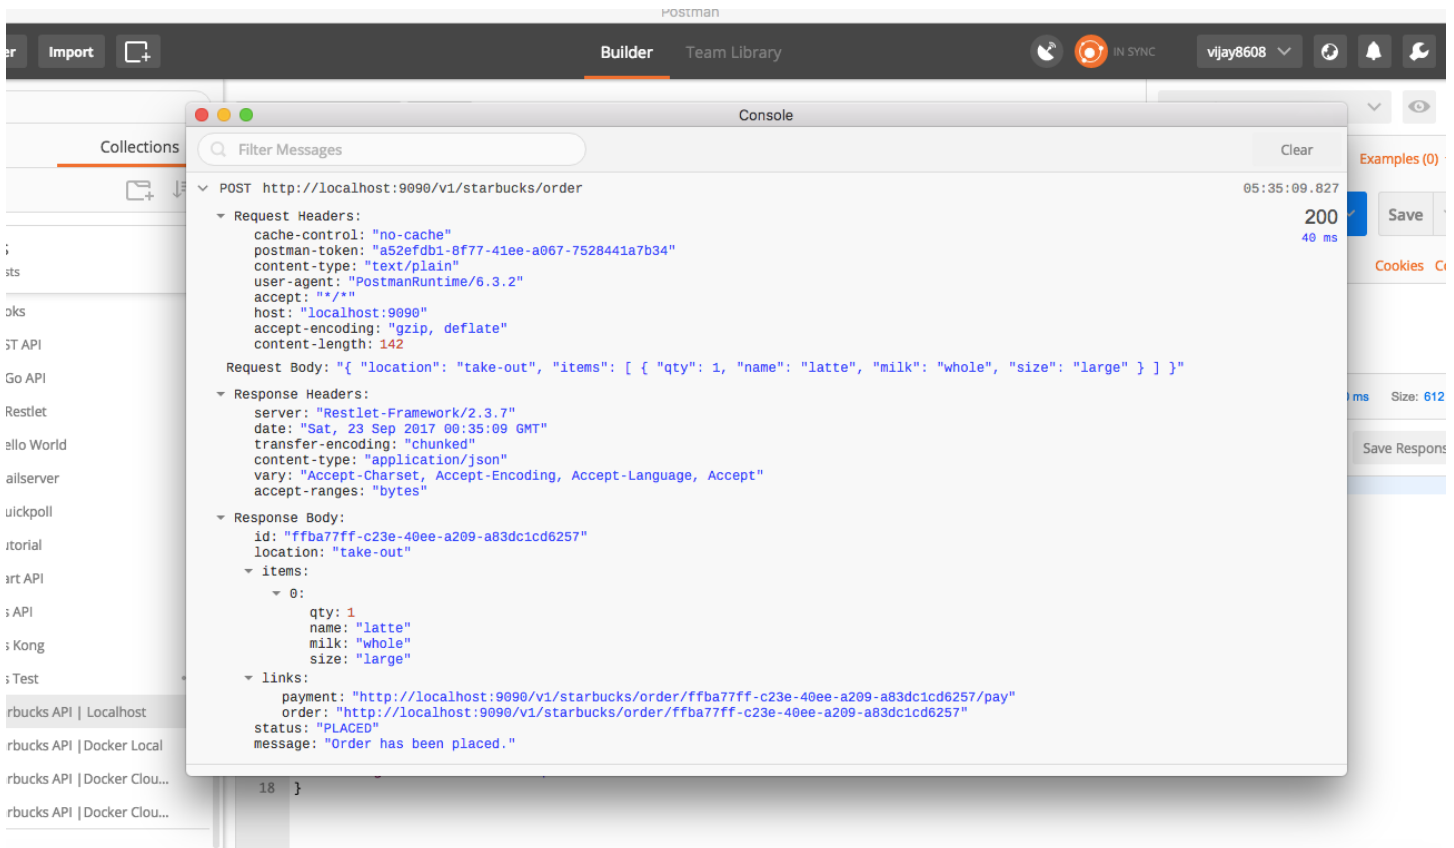 Postman
er Import Builder Team Library IN SYNC vijay8608
Console
Collections
Filter Messages Clear
Examples (0)
POST http://localhost:9090/v1/starbucks/order 05:35:09.827
Request Headers: 200
Save
cache-control: "no-cache" 40 ms
postman-token: "a52efdb1-8f77-41ee-a067-7528441a7b34"
content-type: "text/plain"
Cookies Co
user-agent: "PostmanRuntime/6.3.2"
accept: "*/*"
host: "localhost:9090"
accept-encoding: "gzip, deflate"
content-length: 142
Request Body: "{ "location": "take-out", "items": [ { "qty": 1, "name": "latte", "milk": "whole", "size": "large" } ] }"
Response Headers:
ms Size: 612
server: "Restlet-Framework/2.3.7"
date: "Sat, 23 Sep 2017 00:35:09 GMT"
transfer-encoding: "chunked"
Save Respons
content-type: "application/json"
vary: "Accept-Charset, Accept-Encoding, Accept-Language, Accept"
accept-ranges: "bytes"
Response Body:
id: "ffba77ff-c23e-40ee-a209-a83dc1cd6257"
location: "take-out"
items:
0:
qty: 1
name: "latte"
milk: "whole"
size: "large"
links:
payment: "http://localhost:9090/v1/starbucks/order/ffba77ff-c23e-40ee-a209-a83dc1cd6257/pay"
order: "http://localhost:9090/v1/starbucks/order/ffba77ff-c23e-40ee-a209-a83dc1cd6257"
status: "PLACED"
message: "Order has been placed."
18 }
S
sts
oks
ST API
Go API
Restlet
ello World
ailserver
uickpoll
utorial
art API
s API
s Kong
s Test
rbucks API | Localhost
rbucks API |Docker Local
rbucks API |Docker Clou...
rbucks API |Docker Clou...